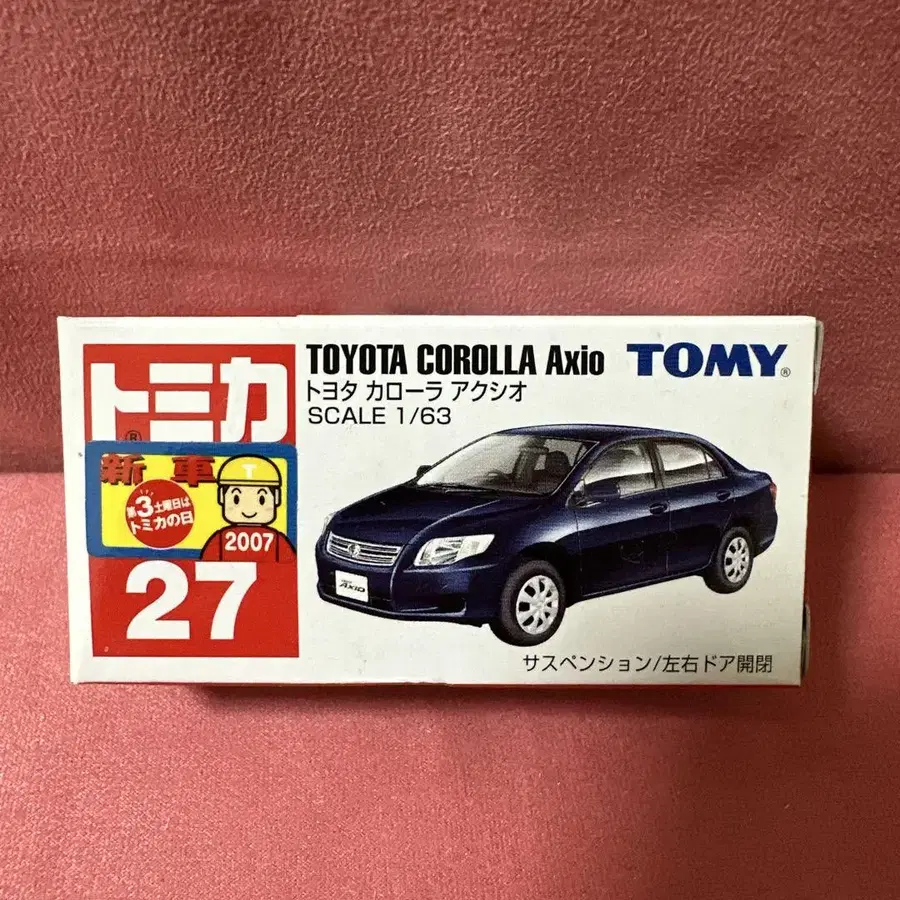 トミカ
®
TOYOTA COROLLA Axio
TOMY®
トヨタ カローラ アクシオ
SCALE 1/63
新車
T
第3土曜日は
トミカの日
2007
27
AXIO
サスペンション/左右ドア開閉